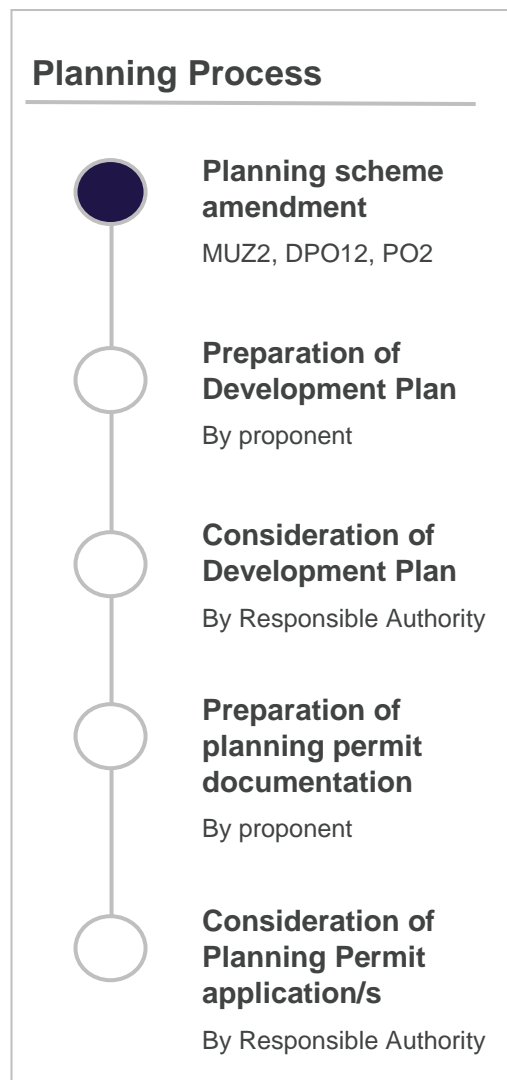 Planning Process
Planning scheme
amendment
MUZ2, DPO12, PO2
Preparation of
Development Plan
By proponent
Consideration of
Development Plan
By Responsible Authority
Preparation of
planning permit
documentation
By proponent
Consideration of
Planning Permit
application/s
By Responsible Authority